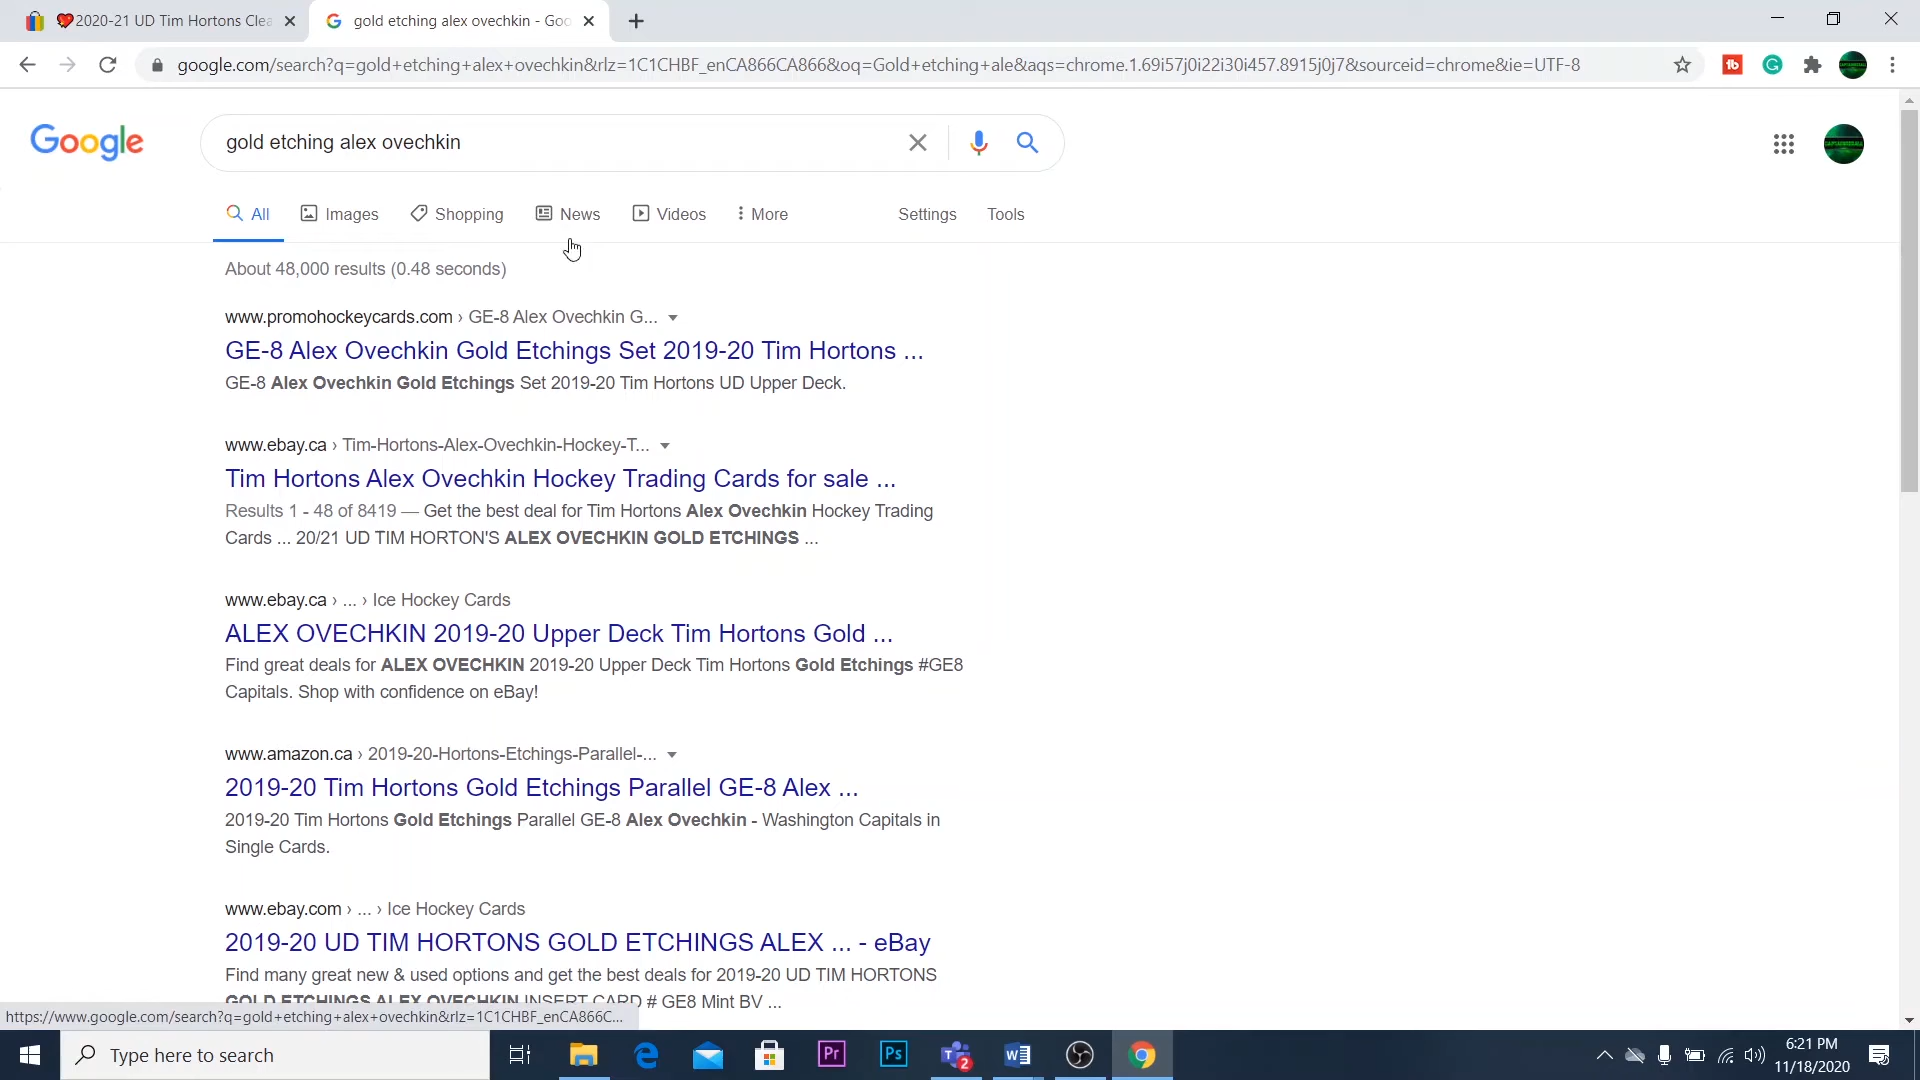 ❤2020-21 UD Tim Hortons Clea
gold etching alex ovechkin - Goo
google.com/search?q=gold+etching+alex+ovechkin&rlz=1C1CHBF_enCA866CA866&oq=Gold+etching+ale&aqs=chrome.1.69i57j0i22i30i457.8915j0j7&sourceid=chrome&ie=UTF-8
Google
gold etching alex ovechkin
All Images Shopping News Videos More Settings Tools
About 48,000 results (0.48 seconds)
www.promohockeycards.com › GE-8 Alex Ovechkin G...
GE-8 Alex Ovechkin Gold Etchings Set 2019-20 Tim Hortons ...
GE-8 Alex Ovechkin Gold Etchings Set 2019-20 Tim Hortons UD Upper Deck.
www.ebay.ca › Tim-Hortons-Alex-Ovechkin-Hockey-T...
Tim Hortons Alex Ovechkin Hockey Trading Cards for sale ...
Results 1 - 48 of 8419 — Get the best deal for Tim Hortons Alex Ovechkin Hockey Trading
Cards ... 20/21 UD TIM HORTON'S ALEX OVECHKIN GOLD ETCHINGS ...
www.ebay.ca › ... › Ice Hockey Cards
ALEX OVECHKIN 2019-20 Upper Deck Tim Hortons Gold ...
Find great deals for ALEX OVECHKIN 2019-20 Upper Deck Tim Hortons Gold Etchings #GE8
Capitals. Shop with confidence on eBay!
www.amazon.ca › 2019-20-Hortons-Etchings-Parallel-...
2019-20 Tim Hortons Gold Etchings Parallel GE-8 Alex ...
2019-20 Tim Hortons Gold Etchings Parallel GE-8 Alex Ovechkin - Washington Capitals in
Single Cards.
www.ebay.com › ... › Ice Hockey Cards
2019-20 UD TIM HORTONS GOLD ETCHINGS ALEX ... - eBay
Find many great new & used options and get the best deals for 2019-20 UD TIM HORTONS
GOLD ETCHINGS ALEX OVECHKIN INSERT CARD # GE8 Mint BV ...
https://www.google.com/search?q=gold+etching+alex+ovechkin&rlz=1C1CHBF_enCA866C...
Type here to search
Pr
Ps
T
2
W
6:21 PM
11/18/2020